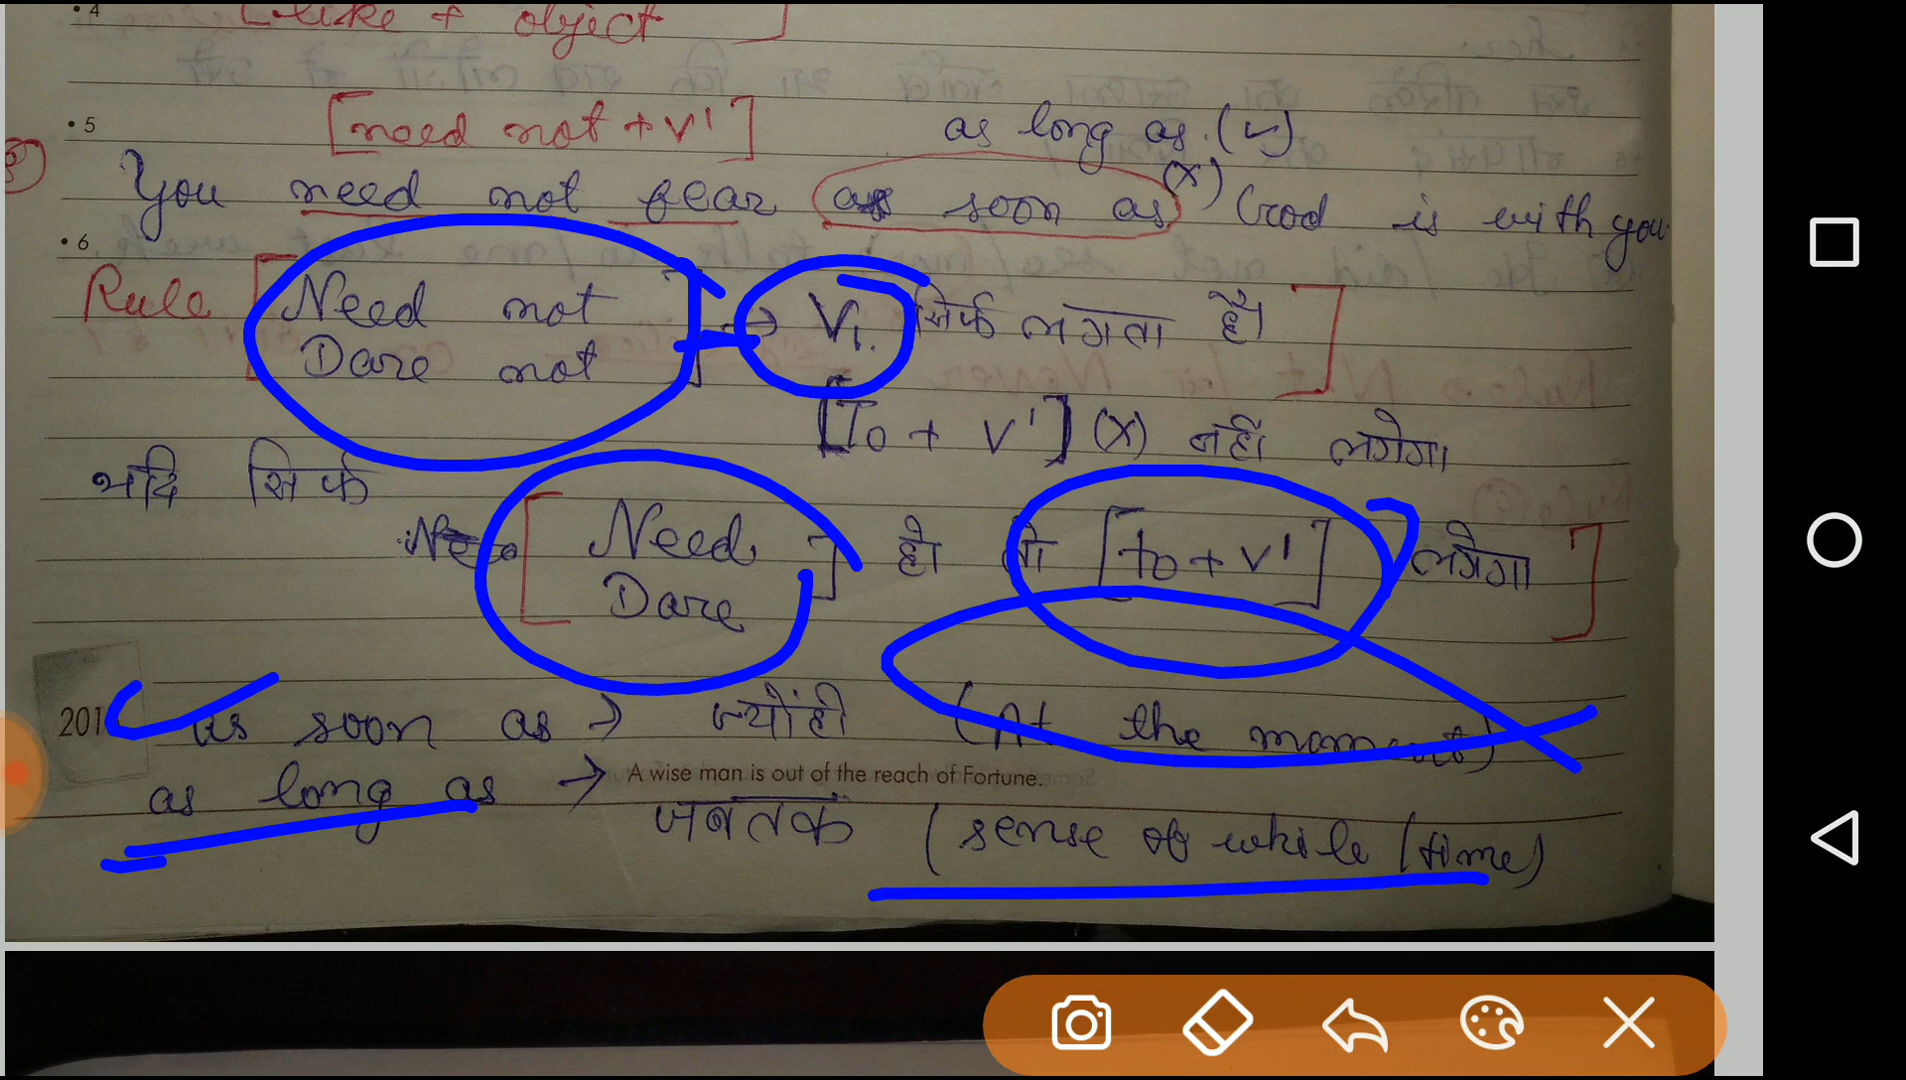 • 4 [like + object]
• 5 [need not + V¹] as long as. (✓)
You need not fear as soon as (x) God is with you.
• 6
Rule [Need not → V1. सिर्फ लगता है।]
Dare not
[To + V¹] (x) नहीं लगेगा
यदि सिर्फ
[Need हो तो [to + V¹] लगेगा]
Dare
201 as soon as → ज्योंही (At the moment)
A wise man is out of the reach of Fortune.
as long as → जबतक (sense of while (time)